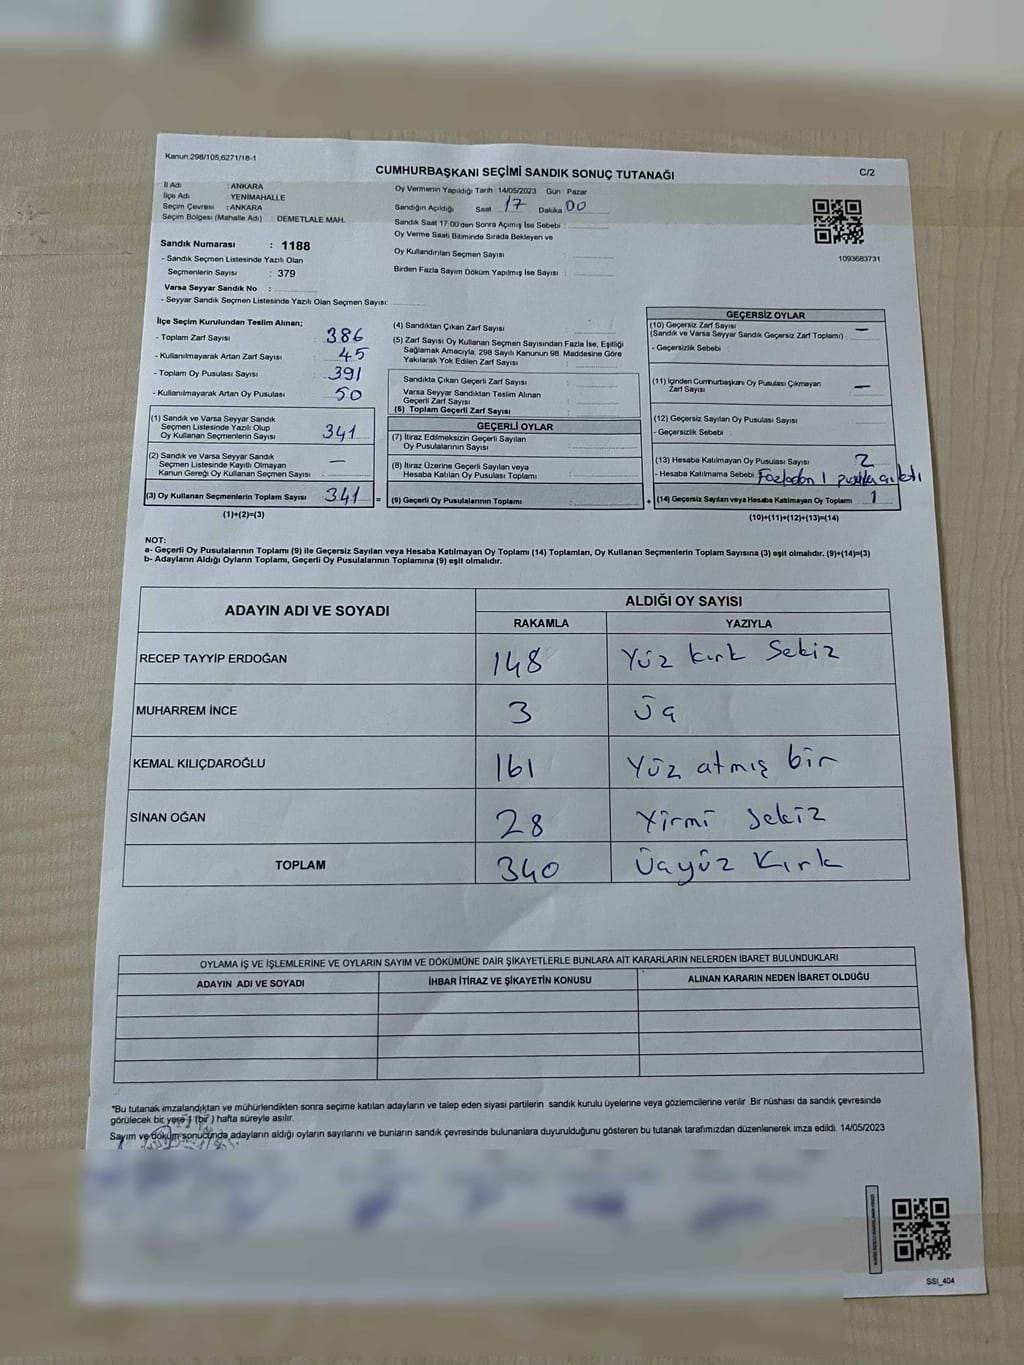 Kanun.298/105,6271/18-1
CUMHURBAŞKANI SEÇİMİ SANDIK SONUÇ TUTANAĞI
C/2
İl Adı : ANKARA
İlçe Adı : YENİMAHALLE
Seçim Çevresi : ANKARA
Seçim Bölgesi (Mahalle Adı) : DEMETLALE MAH.
Sandık Numarası : 1188
- Sandık Seçmen Listesinde Yazılı Olan
Seçmenlerin Sayısı : 379
Varsa Seyyar Sandık No :
- Seyyar Sandık Seçmen Listesinde Yazılı Olan Seçmen Sayısı:
Oy Vermenin Yapıldığı Tarih : 14/05/2023 Gün : Pazar
Sandığın Açıldığı Saat 17 Dakika 00
Sandık Saat 17:00'den Sonra Açımış İse Sebebi :
Oy Verme Saati Bitiminde Sırada Bekleyen ve
Oy Kullandırılan Seçmen Sayısı :
Birden Fazla Sayım Döküm Yapılmış İse Sayısı :
1093683731
İlçe Seçim Kurulundan Teslim Alınan;
- Toplam Zarf Sayısı : 386
- Kullanılmayarak Artan Zarf Sayısı : 45
- Toplam Oy Pusulası Sayısı : 391
- Kullanılmayarak Artan Oy Pusulası : 50
(1) Sandık ve Varsa Seyyar Sandık
Seçmen Listesinde Yazılı Olup
Oy Kullanan Seçmenlerin Sayısı : 341
(2) Sandık ve Varsa Seyyar Sandık
Seçmen Listesinde Kayıtlı Olmayan
Kanun Gereği Oy Kullanan Seçmen Sayısı : —
(3) Oy Kullanan Seçmenlerin Toplam Sayısı : 341 =
(1)+(2)=(3)
(4) Sandıktan Çıkan Zarf Sayısı :
(5) Zarf Sayısı Oy Kullanan Seçmen Sayısından Fazla İse, Eşitliği
Sağlamak Amacıyla, 298 Sayılı Kanunun 98. Maddesine Göre
Yakılarak Yok Edilen Zarf Sayısı :
Sandıkta Çıkan Geçerli Zarf Sayısı :
Varsa Seyyar Sandıktan Teslim Alınan
Geçerli Zarf Sayısı :
(6) Toplam Geçerli Zarf Sayısı :
GEÇERLİ OYLAR
(7) İtiraz Edilmeksizin Geçerli Sayılan
Oy Pusulalarının Sayısı :
(8) İtiraz Üzerine Geçerli Sayılan veya
Hesaba Katılan Oy Pusulası Toplamı :
(9) Geçerli Oy Pusulalarının Toplamı : +
GEÇERSİZ OYLAR
(10) Geçersiz Zarf Sayısı
(Sandık ve Varsa Seyyar Sandık Geçersiz Zarf Toplamı) : —
- Geçersizlik Sebebi :
(11) İçinden Cumhurbaşkanı Oy Pusulası Çıkmayan
Zarf Sayısı : —
(12) Geçersiz Sayılan Oy Pusulası Sayısı :
- Geçersizlik Sebebi :
(13) Hesaba Katılmayan Oy Pusulası Sayısı : 2
- Hesaba Katılmama Sebebi : Fazladan 1 pusula çıktı
(14) Geçersiz Sayılan veya Hesaba Katılmayan Oy Toplamı : 1
(10)+(11)+(12)+(13)=(14)
NOT:
a- Geçerli Oy Pusulalarının Toplamı (9) ile Geçersiz Sayılan veya Hesaba Katılmayan Oy Toplamı (14) Toplamları, Oy Kullanan Seçmenlerin Toplam Sayısına (3) eşit olmalıdır. (9)+(14)=(3)
b- Adayların Aldığı Oyların Toplamı, Geçerli Oy Pusulalarının Toplamına (9) eşit olmalıdır.
ADAYIN ADI VE SOYADI
ALDIĞI OY SAYISI
RAKAMLA YAZIYLA
RECEP TAYYİP ERDOĞAN 148 Yüz kırk Sekiz
MUHARREM İNCE 3 Üç
KEMAL KILIÇDAROĞLU 161 Yüz atmış bir
SİNAN OĞAN 28 Yirmi Sekiz
TOPLAM 340 Üçyüz Kırk
OYLAMA İŞ VE İŞLEMLERİNE VE OYLARIN SAYIM VE DÖKÜMÜNE DAİR ŞİKAYETLERLE BUNLARA AİT KARARLARIN NELERDEN İBARET BULUNDUKLARI
ADAYIN ADI VE SOYADI İHBAR İTİRAZ VE ŞİKAYETİN KONUSU ALINAN KARARIN NEDEN İBARET OLDUĞU
*Bu tutanak imzalandıktan ve mühürlendikten sonra seçime katılan adayların ve talep eden siyasi partilerin sandık kurulu üyelerine veya gözlemcilerine verilir. Bir nüshası da sandık çevresinde
görülecek bir yere 1 (bir) hafta süreyle asılır.
Sayım ve döküm sonucunda adayların aldığı oyların sayılarını ve bunların sandık çevresinde bulunanlara duyurulduğunu gösteren bu tutanak tarafımızdan düzenlenerek imza edildi. 14/05/2023
SSI_404